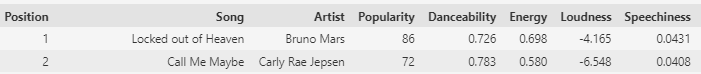 Position Song Artist Popularity Danceability Energy Loudness Speechiness
1 Locked out of Heaven Bruno Mars 86 0.726 0.698 -4.165 0.0431
2 Call Me Maybe Carly Rae Jepsen 72 0.783 0.580 -6.548 0.0408